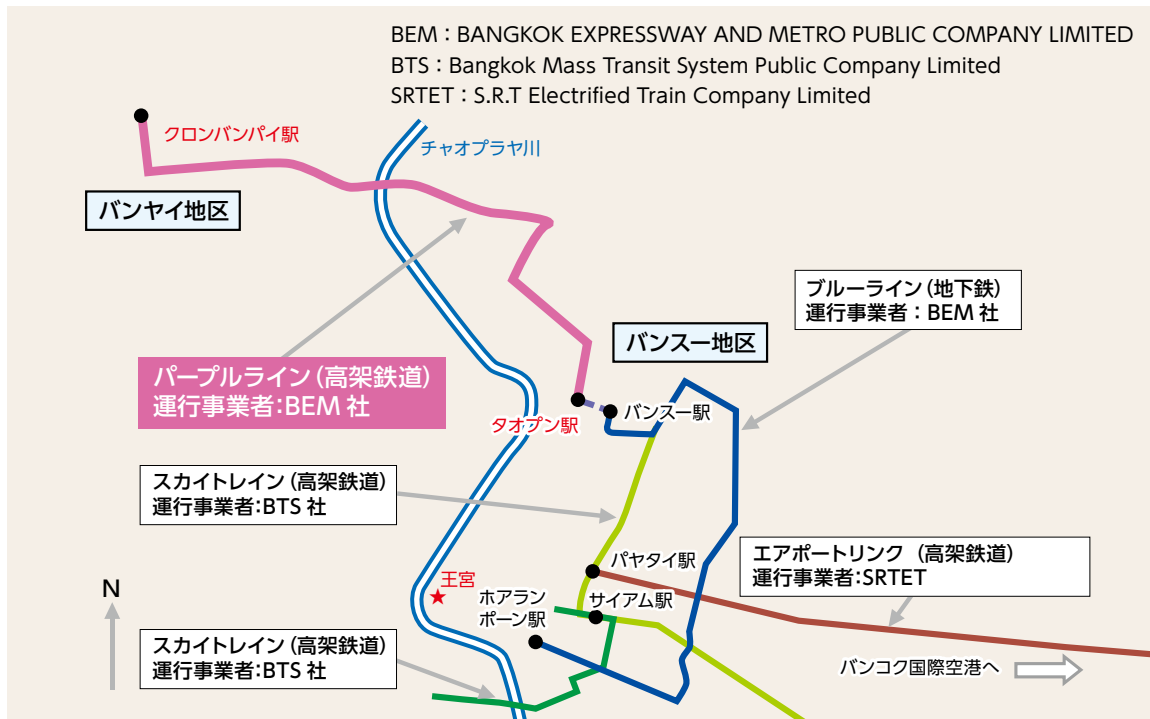 BEM：BANGKOK EXPRESSWAY AND METRO PUBLIC COMPANY LIMITED
BTS：Bangkok Mass Transit System Public Company Limited
SRTET：S.R.T Electrified Train Company Limited
クロンバンパイ駅
チャオプラヤ川
バンヤイ地区
ブルーライン（地下鉄）
運行事業者：BEM 社
バンスー地区
パープルライン（高架鉄道）
運行事業者：BEM 社
タオプン駅
バンスー駅
スカイトレイン（高架鉄道）
運行事業者：BTS 社
パヤタイ駅
エアポートリンク（高架鉄道）
運行事業者：SRTET
N
王宮
ホアラン
ポーン駅
サイアム駅
スカイトレイン（高架鉄道）
運行事業者：BTS 社
バンコク国際空港へ